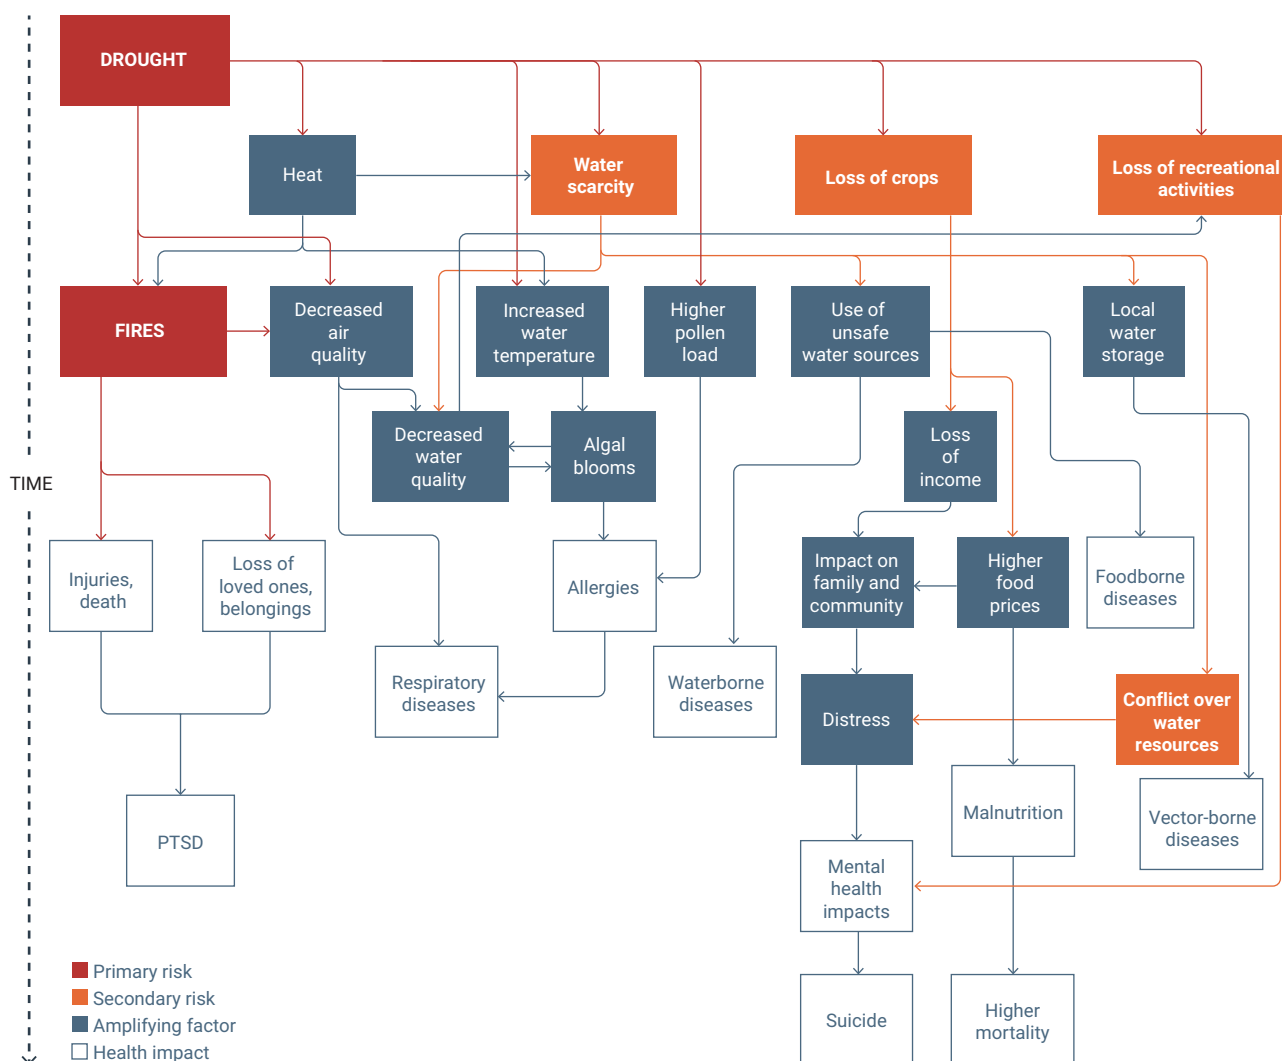 DROUGHT
Heat
Water
scarcity
Loss of crops
Loss of recreational
activities
FIRES
Decreased
air
quality
Increased
water
temperature
Higher
pollen
load
Use of
unsafe
water sources
Local
water
storage
Decreased
water
quality
Algal
blooms
Loss
of
income
TIME
Injuries,
death
Loss of
loved ones,
belongings
Allergies
Impact on
family and
community
Higher
food
prices
Foodborne
diseases
Respiratory
diseases
Waterborne
diseases
Distress
Conflict over
water
resources
PTSD
Malnutrition
Vector-borne
diseases
Mental
health
impacts
Suicide
Higher
mortality
Primary risk
Secondary risk
Amplifying factor
Health impact